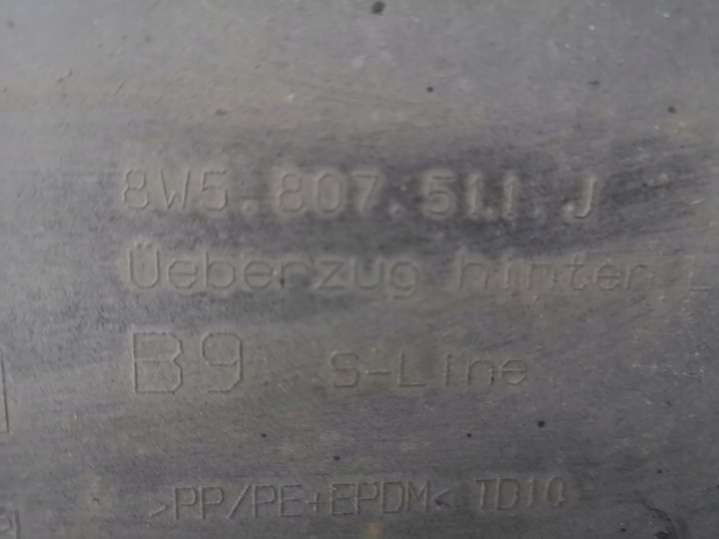 8W5.807.511.J
Üeberzug hinten
B9 S-Line
>PP/PE+EPDM< TD10